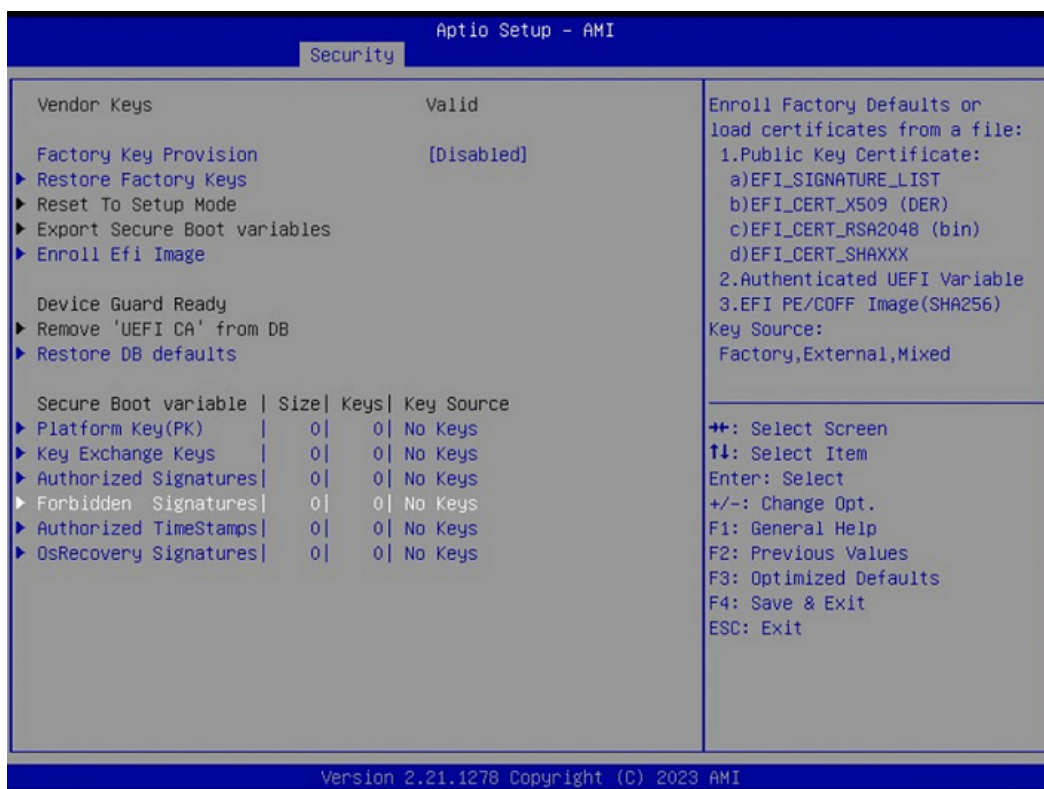 Aptio Setup - AMI
Security
Vendor Keys Valid
Factory Key Provision [Disabled]
▶ Restore Factory Keys
▶ Reset To Setup Mode
▶ Export Secure Boot variables
▶ Enroll Efi Image
Device Guard Ready
▶ Remove 'UEFI CA' from DB
▶ Restore DB defaults
Secure Boot variable | Size| Keys| Key Source
▶ Platform Key(PK) | 0| 0| No Keys
▶ Key Exchange Keys | 0| 0| No Keys
▶ Authorized Signatures| 0| 0| No Keys
▶ Forbidden Signatures| 0| 0| No Keys
▶ Authorized TimeStamps| 0| 0| No Keys
▶ OsRecovery Signatures| 0| 0| No Keys
Enroll Factory Defaults or
load certificates from a file:
1.Public Key Certificate:
a)EFI_SIGNATURE_LIST
b)EFI_CERT_X509 (DER)
c)EFI_CERT_RSA2048 (bin)
d)EFI_CERT_SHAXXX
2.Authenticated UEFI Variable
3.EFI PE/COFF Image(SHA256)
Key Source:
Factory,External,Mixed
→←: Select Screen
↑↓: Select Item
Enter: Select
+/-: Change Opt.
F1: General Help
F2: Previous Values
F3: Optimized Defaults
F4: Save & Exit
ESC: Exit
Version 2.21.1278 Copyright (C) 2023 AMI